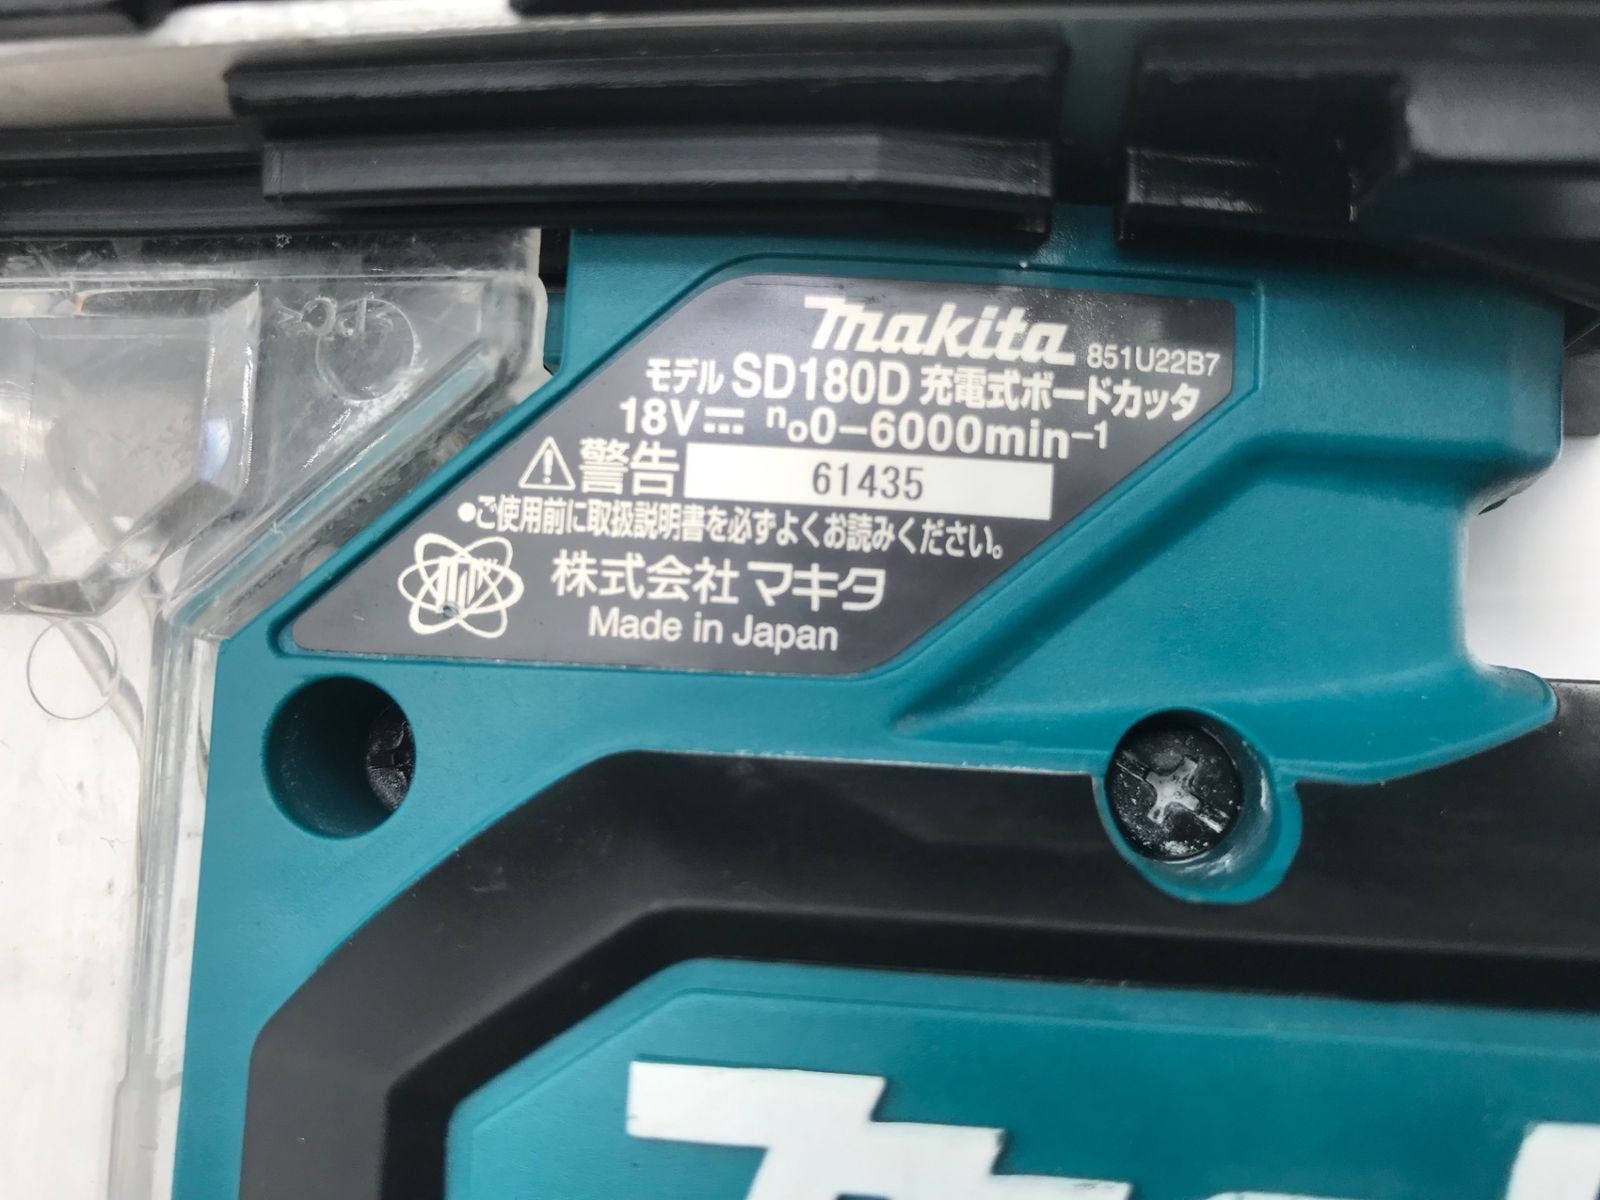 makita 851U22B7
モデル SD180D 充電式ボードカッタ
18V⎓ no0-6000min-1
⚠警告 61435
●ご使用前に取扱説明書を必ずよくお読みください。
株式会社マキタ
Made in Japan
>PC<